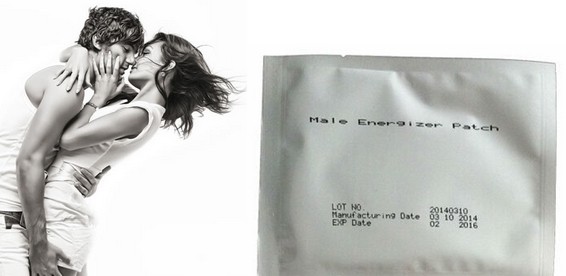 Male Energizer Patch
LOT NO. 20140310
Manufacturing Date 03 10 2014
EXP Date 02 2016